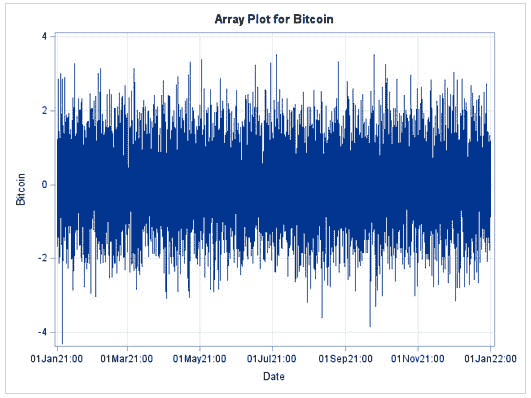 Array Plot for Bitcoin
4
2
0
-2
-4
Bitcoin
01Jan21:00 01Mar21:00 01May21:00 01Jul21:00 01Sep21:00 01Nov21:00 01Jan22:00
Date